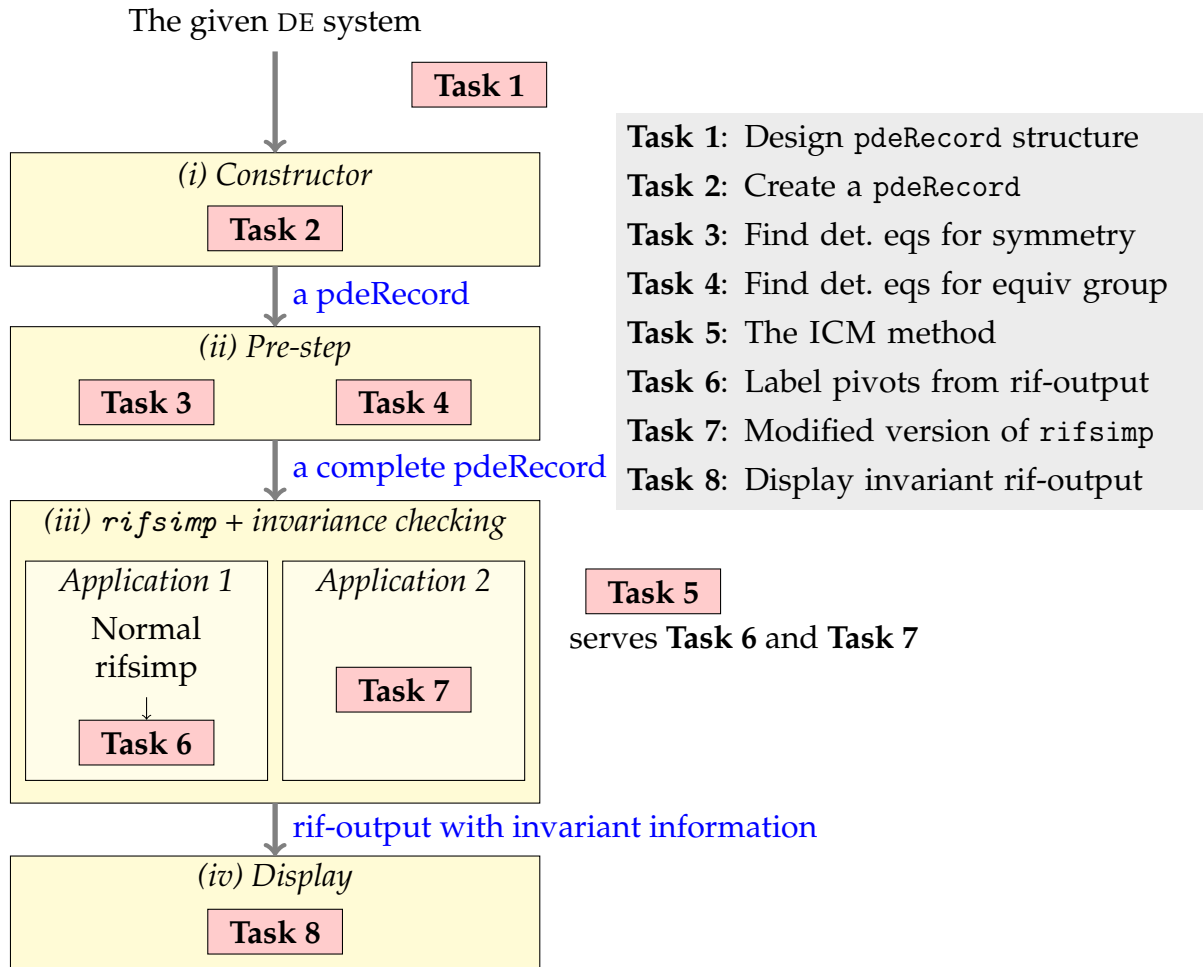 The given DE system
Task 1
(i) Constructor
Task 2
a pdeRecord
(ii) Pre-step
Task 3
Task 4
a complete pdeRecord
(iii) rifsimp + invariance checking
Application 1
Normal
rifsimp
↓
Task 6
Application 2
Task 7
Task 5
serves Task 6 and Task 7
rif-output with invariant information
(iv) Display
Task 8
Task 1: Design pdeRecord structure
Task 2: Create a pdeRecord
Task 3: Find det. eqs for symmetry
Task 4: Find det. eqs for equiv group
Task 5: The ICM method
Task 6: Label pivots from rif-output
Task 7: Modified version of rifsimp
Task 8: Display invariant rif-output